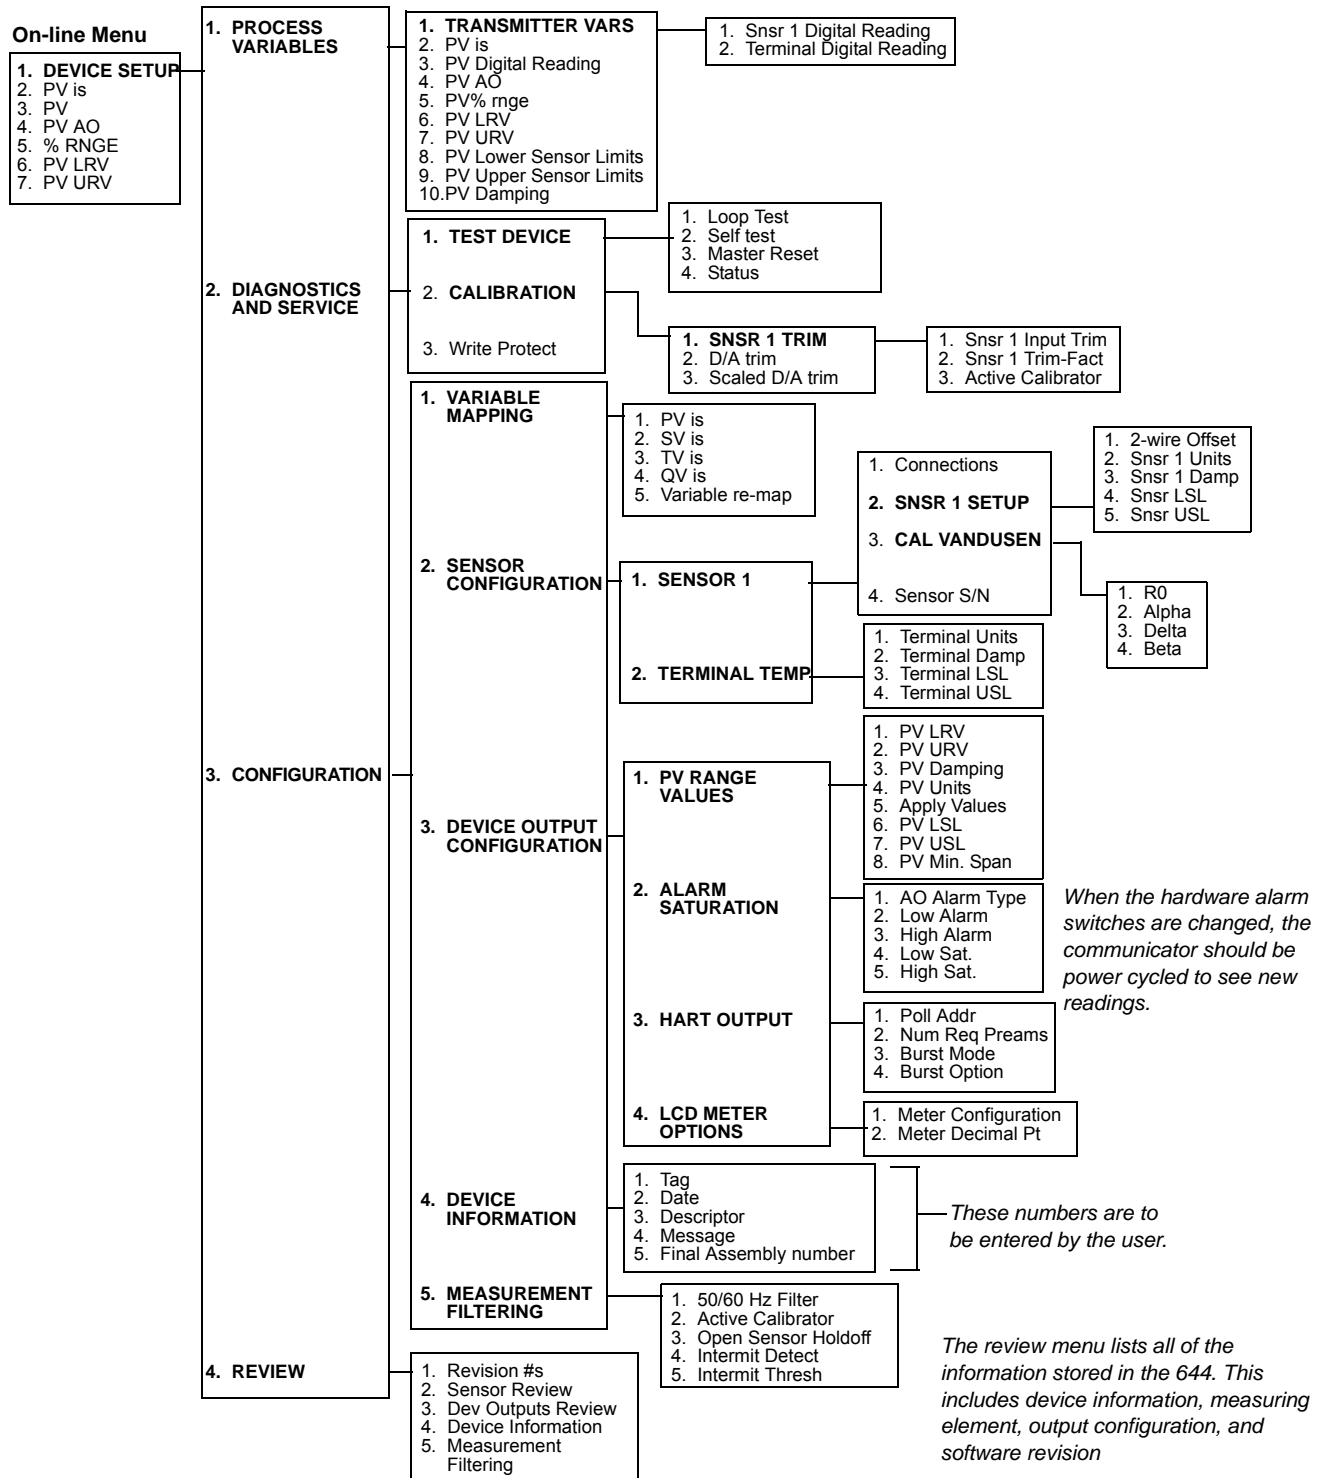 On-line Menu
1. DEVICE SETUP
2. PV is
3. PV
4. PV AO
5. % RNGE
6. PV LRV
7. PV URV
1. PROCESS
VARIABLES
2. DIAGNOSTICS
AND SERVICE
3. CONFIGURATION
4. REVIEW
1. TRANSMITTER VARS
2. PV is
3. PV Digital Reading
4. PV AO
5. PV% rnge
6. PV LRV
7. PV URV
8. PV Lower Sensor Limits
9. PV Upper Sensor Limits
10.PV Damping
1. Snsr 1 Digital Reading
2. Terminal Digital Reading
1. TEST DEVICE
2. CALIBRATION
3. Write Protect
1. Loop Test
2. Self test
3. Master Reset
4. Status
1. SNSR 1 TRIM
2. D/A trim
3. Scaled D/A trim
1. Snsr 1 Input Trim
2. Snsr 1 Trim-Fact
3. Active Calibrator
1. VARIABLE
MAPPING
2. SENSOR
CONFIGURATION
3. DEVICE OUTPUT
CONFIGURATION
4. DEVICE
INFORMATION
5. MEASUREMENT
FILTERING
1. PV is
2. SV is
3. TV is
4. QV is
5. Variable re-map
1. SENSOR 1
2. TERMINAL TEMP
1. Connections
2. SNSR 1 SETUP
3. CAL VANDUSEN
4. Sensor S/N
1. 2-wire Offset
2. Snsr 1 Units
3. Snsr 1 Damp
4. Snsr LSL
5. Snsr USL
1. R0
2. Alpha
3. Delta
4. Beta
1. Terminal Units
2. Terminal Damp
3. Terminal LSL
4. Terminal USL
1. PV RANGE
VALUES
2. ALARM
SATURATION
3. HART OUTPUT
4. LCD METER
OPTIONS
1. PV LRV
2. PV URV
3. PV Damping
4. PV Units
5. Apply Values
6. PV LSL
7. PV USL
8. PV Min. Span
1. AO Alarm Type
2. Low Alarm
3. High Alarm
4. Low Sat.
5. High Sat.
When the hardware alarm
switches are changed, the
communicator should be
power cycled to see new
readings.
1. Poll Addr
2. Num Req Preams
3. Burst Mode
4. Burst Option
1. Meter Configuration
2. Meter Decimal Pt
1. Tag
2. Date
3. Descriptor
4. Message
5. Final Assembly number
These numbers are to
be entered by the user.
1. 50/60 Hz Filter
2. Active Calibrator
3. Open Sensor Holdoff
4. Intermit Detect
5. Intermit Thresh
1. Revision #s
2. Sensor Review
3. Dev Outputs Review
4. Device Information
5. Measurement
Filtering
The review menu lists all of the
information stored in the 644. This
includes device information, measuring
element, output configuration, and
software revision